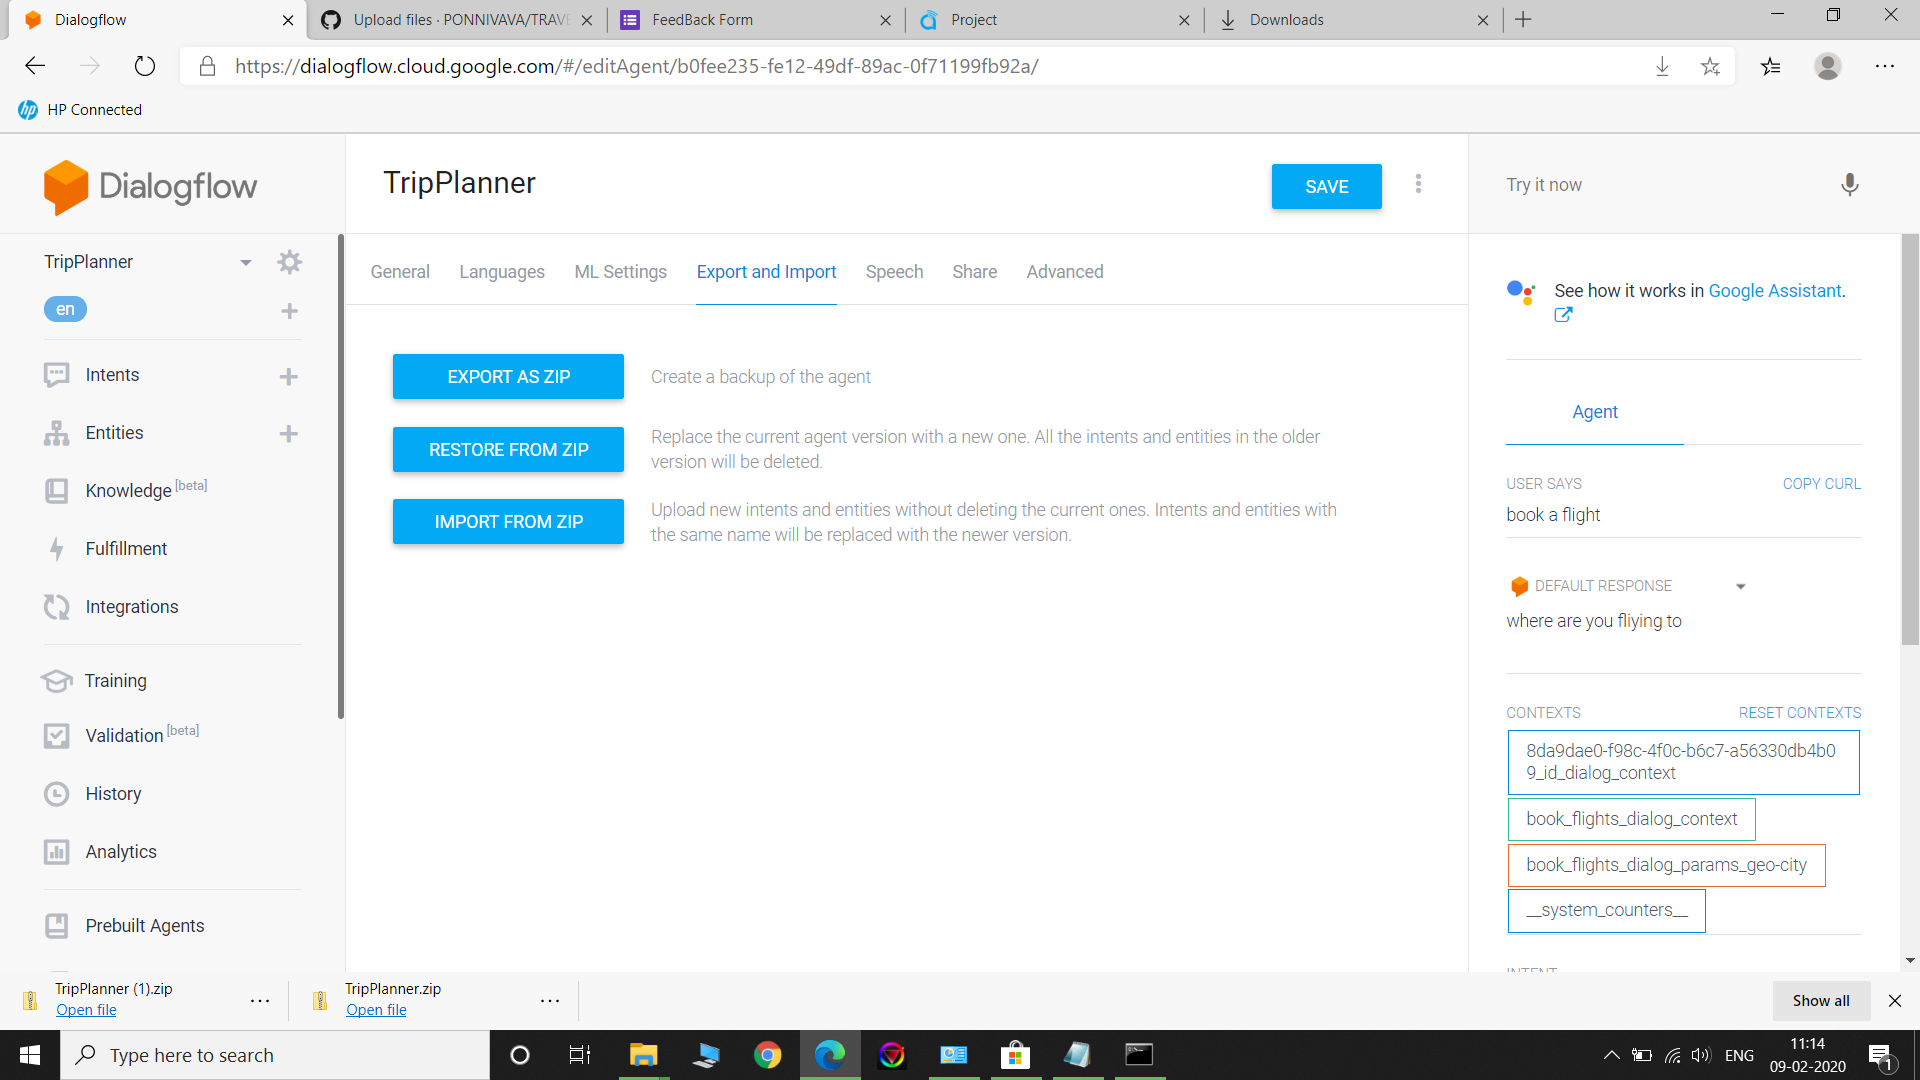 Dialogflow
Upload files · PONNIVAVA/TRAVE
FeedBack Form
Project
Downloads
https://dialogflow.cloud.google.com/#/editAgent/b0fee235-fe12-49df-89ac-0f71199fb92a/
hp HP Connected
Dialogflow
TripPlanner
SAVE
Try it now
TripPlanner
en
General
Languages
ML Settings
Export and Import
Speech
Share
Advanced
Intents
Entities
Knowledge [beta]
Fulfillment
Integrations
Training
Validation [beta]
History
Analytics
Prebuilt Agents
EXPORT AS ZIP
Create a backup of the agent
RESTORE FROM ZIP
Replace the current agent version with a new one. All the intents and entities in the older
version will be deleted.
IMPORT FROM ZIP
Upload new intents and entities without deleting the current ones. Intents and entities with
the same name will be replaced with the newer version.
See how it works in Google Assistant.
Agent
USER SAYS
COPY CURL
book a flight
DEFAULT RESPONSE
where are you fliying to
CONTEXTS
RESET CONTEXTS
8da9dae0-f98c-4f0c-b6c7-a56330db4b0
9_id_dialog_context
book_flights_dialog_context
book_flights_dialog_params_geo-city
__system_counters__
INTENT
TripPlanner (1).zip
Open file
TripPlanner.zip
Open file
Show all
Type here to search
ENG
11:14
09-02-2020
1